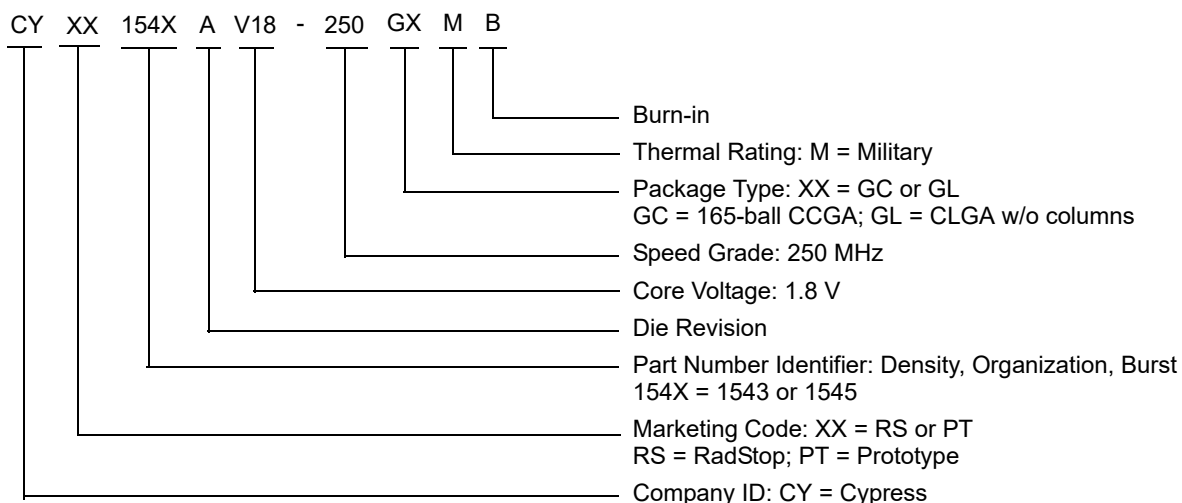 CY XX 154X A V18 - 250 GX M B
Burn-in
Thermal Rating: M = Military
Package Type: XX = GC or GL
GC = 165-ball CCGA; GL = CLGA w/o columns
Speed Grade: 250 MHz
Core Voltage: 1.8 V
Die Revision
Part Number Identifier: Density, Organization, Burst
154X = 1543 or 1545
Marketing Code: XX = RS or PT
RS = RadStop; PT = Prototype
Company ID: CY = Cypress